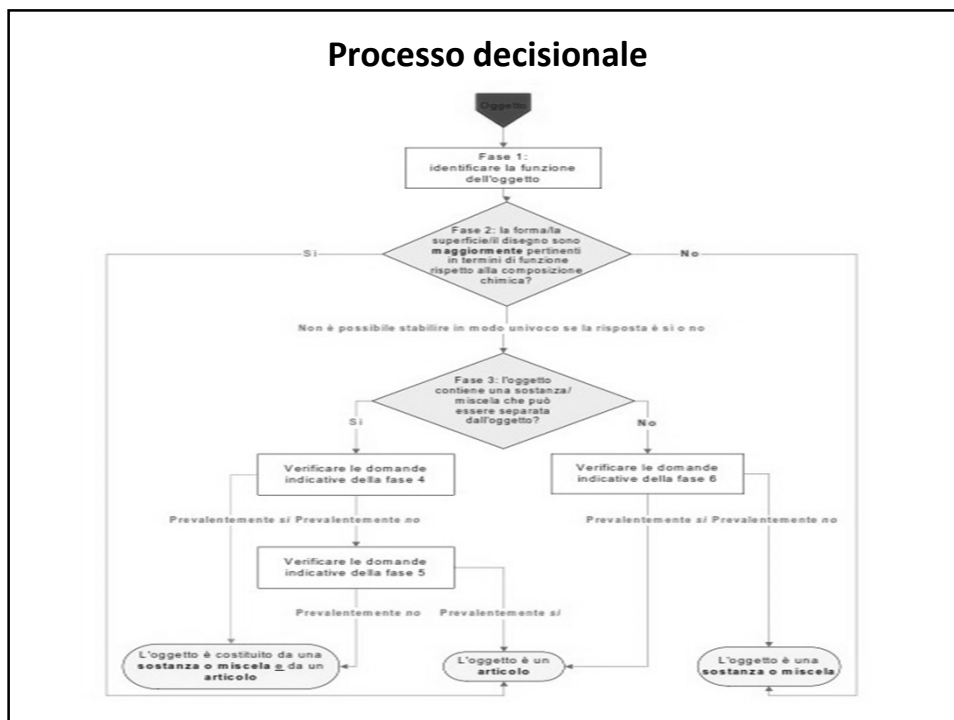 Processo decisionale
Oggetto
Fase 1:
identificare la funzione
dell'oggetto
Fase 2: la forma/la
superficie/il disegno sono
maggiormente pertinenti
in termini di funzione
rispetto alla composizione
chimica?
Sì
No
Non è possibile stabilire in modo univoco se la risposta è sì o no
Fase 3: l'oggetto
contiene una sostanza/
miscela che può
essere separata
dall'oggetto?
Sì
No
Verificare le domande
indicative della fase 4
Verificare le domande
indicative della fase 6
Prevalentemente sì Prevalentemente no
Prevalentemente sì Prevalentemente no
Verificare le domande
indicative della fase 5
Prevalentemente no
Prevalentemente sì
L'oggetto è costituito da una
sostanza o miscela e da un
articolo
L'oggetto è un
articolo
L'oggetto è una
sostanza o miscela